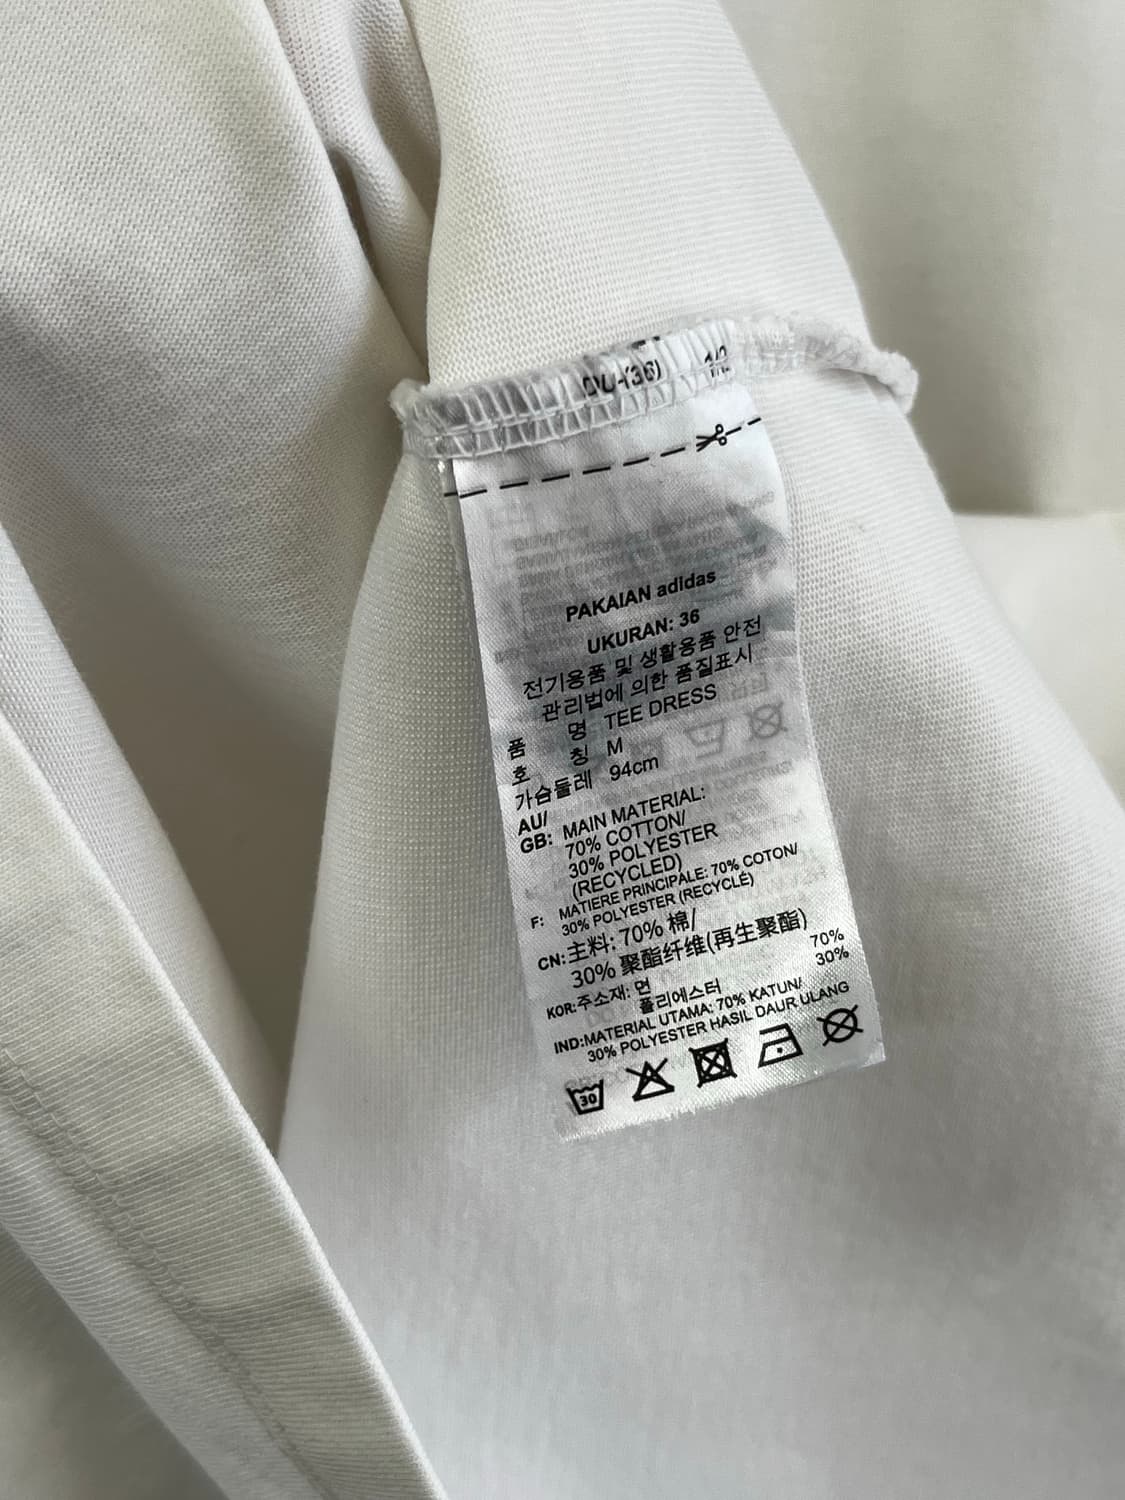 (36) 1/2
PAKAIAN adidas
UKURAN: 36
전기용품 및 생활용품 안전
관리법에 의한 품질표시
품 명 TEE DRESS
호 칭 M
가슴둘레 94cm
AU/
GB: MAIN MATERIAL:
70% COTTON/
30% POLYESTER
(RECYCLED)
F: MATIERE PRINCIPALE: 70% COTON/
30% POLYESTER (RECYCLÉ)
CN: 主料: 70% 棉/
30% 聚酯纤维(再生聚酯)
KOR: 주소재: 면 70%
폴리에스터 30%
IND: MATERIAL UTAMA: 70% KATUN/
30% POLYESTER HASIL DAUR ULANG
30